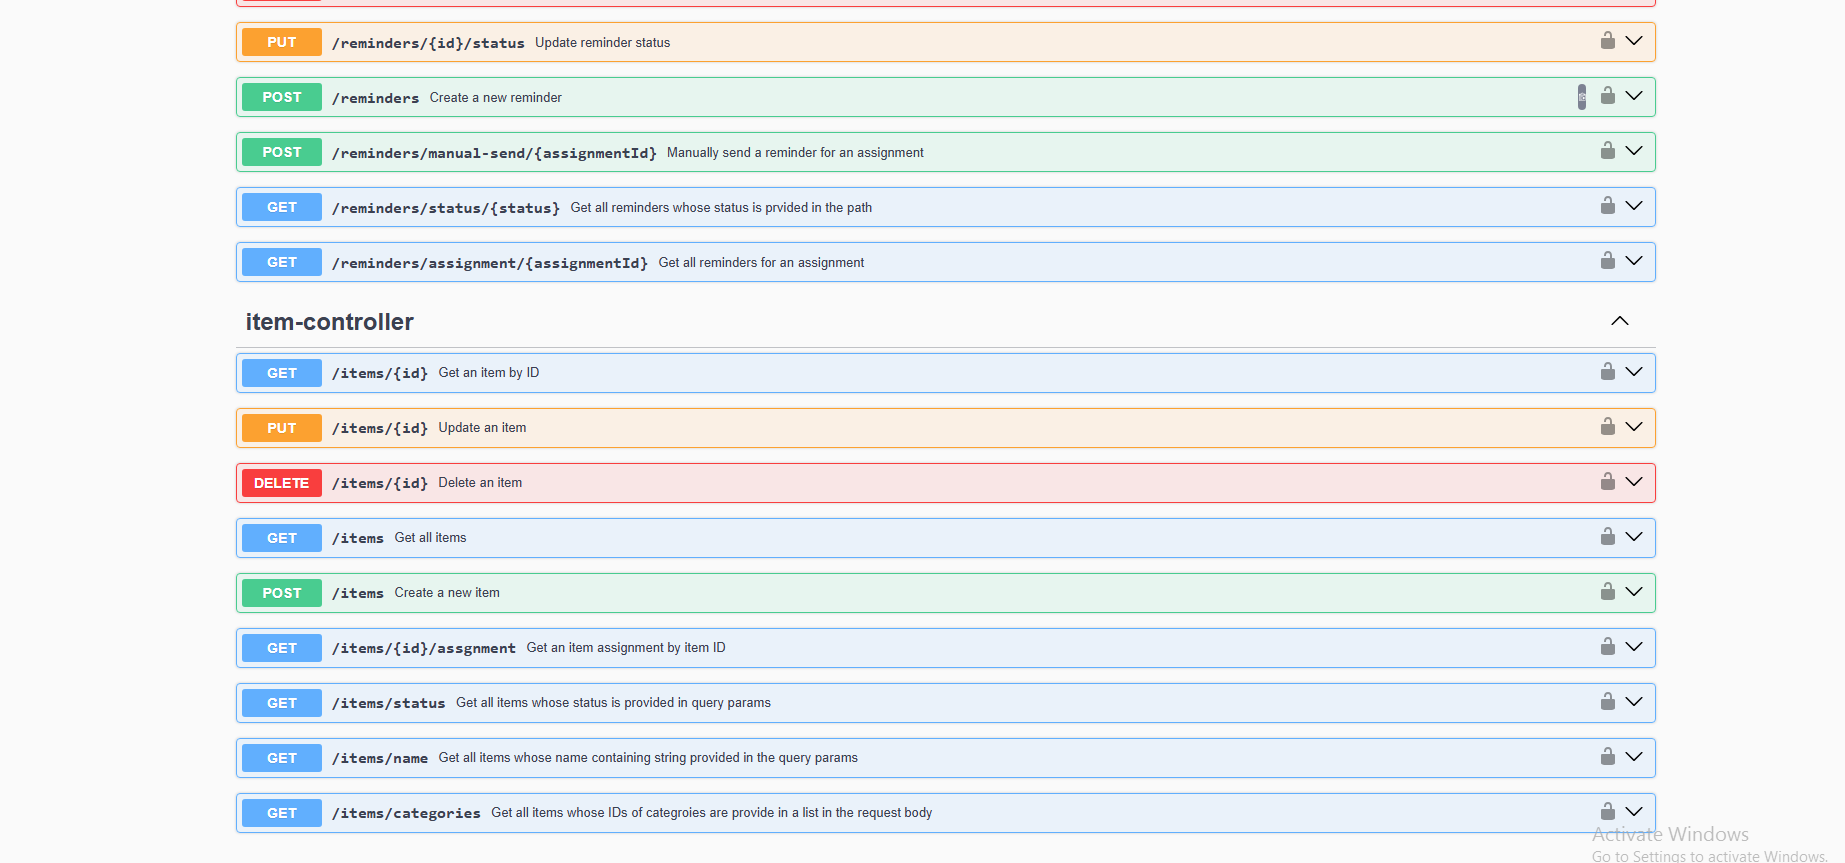 PUT /reminders/{id}/status Update reminder status
POST /reminders Create a new reminder
POST /reminders/manual-send/{assignmentId} Manually send a reminder for an assignment
GET /reminders/status/{status} Get all reminders whose status is prvided in the path
GET /reminders/assignment/{assignmentId} Get all reminders for an assignment
item-controller
GET /items/{id} Get an item by ID
PUT /items/{id} Update an item
DELETE /items/{id} Delete an item
GET /items Get all items
POST /items Create a new item
GET /items/{id}/assgnment Get an item assignment by item ID
GET /items/status Get all items whose status is provided in query params
GET /items/name Get all items whose name containing string provided in the query params
GET /items/categories Get all items whose IDs of categroies are provide in a list in the request body
Activate Windows
Go to Settings to activate Windows.